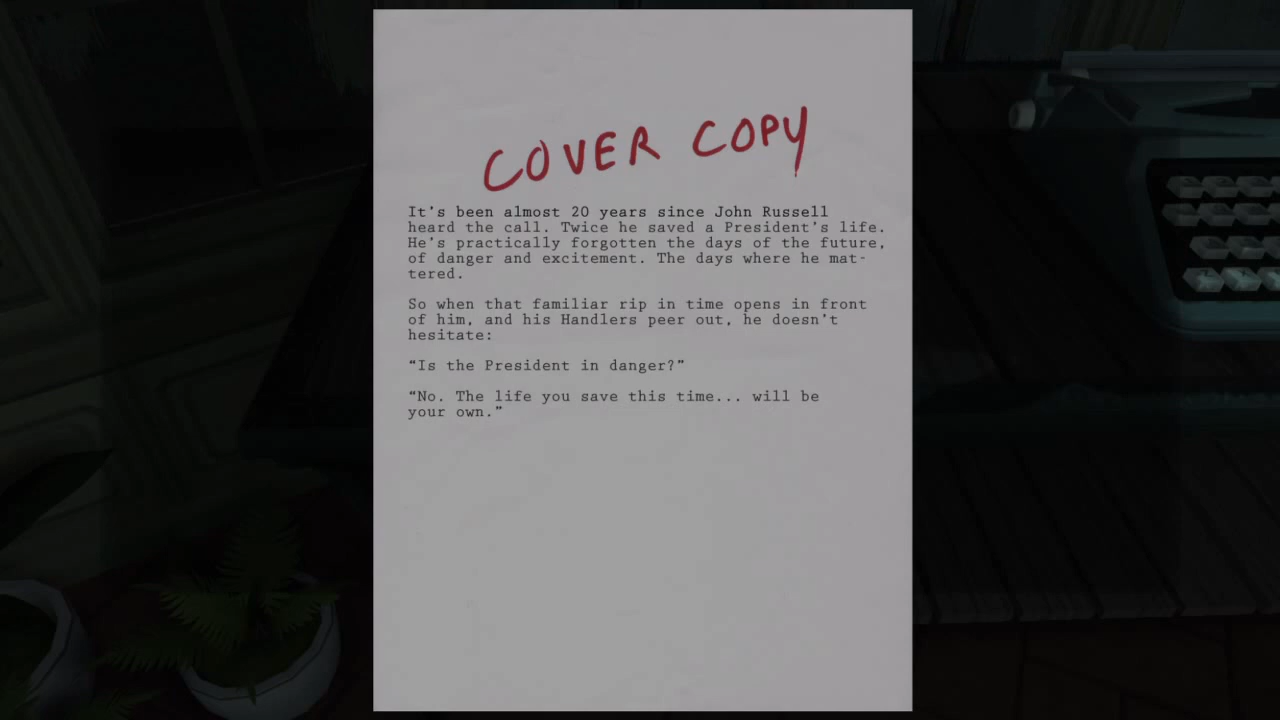 COVER COPY
It’s been almost 20 years since John Russell
heard the call. Twice he saved a President’s life.
He’s practically forgotten the days of the future,
of danger and excitement. The days where he mat-
tered.
So when that familiar rip in time opens in front
of him, and his Handlers peer out, he doesn’t
hesitate:
“Is the President in danger?”
“No. The life you save this time... will be
your own.”